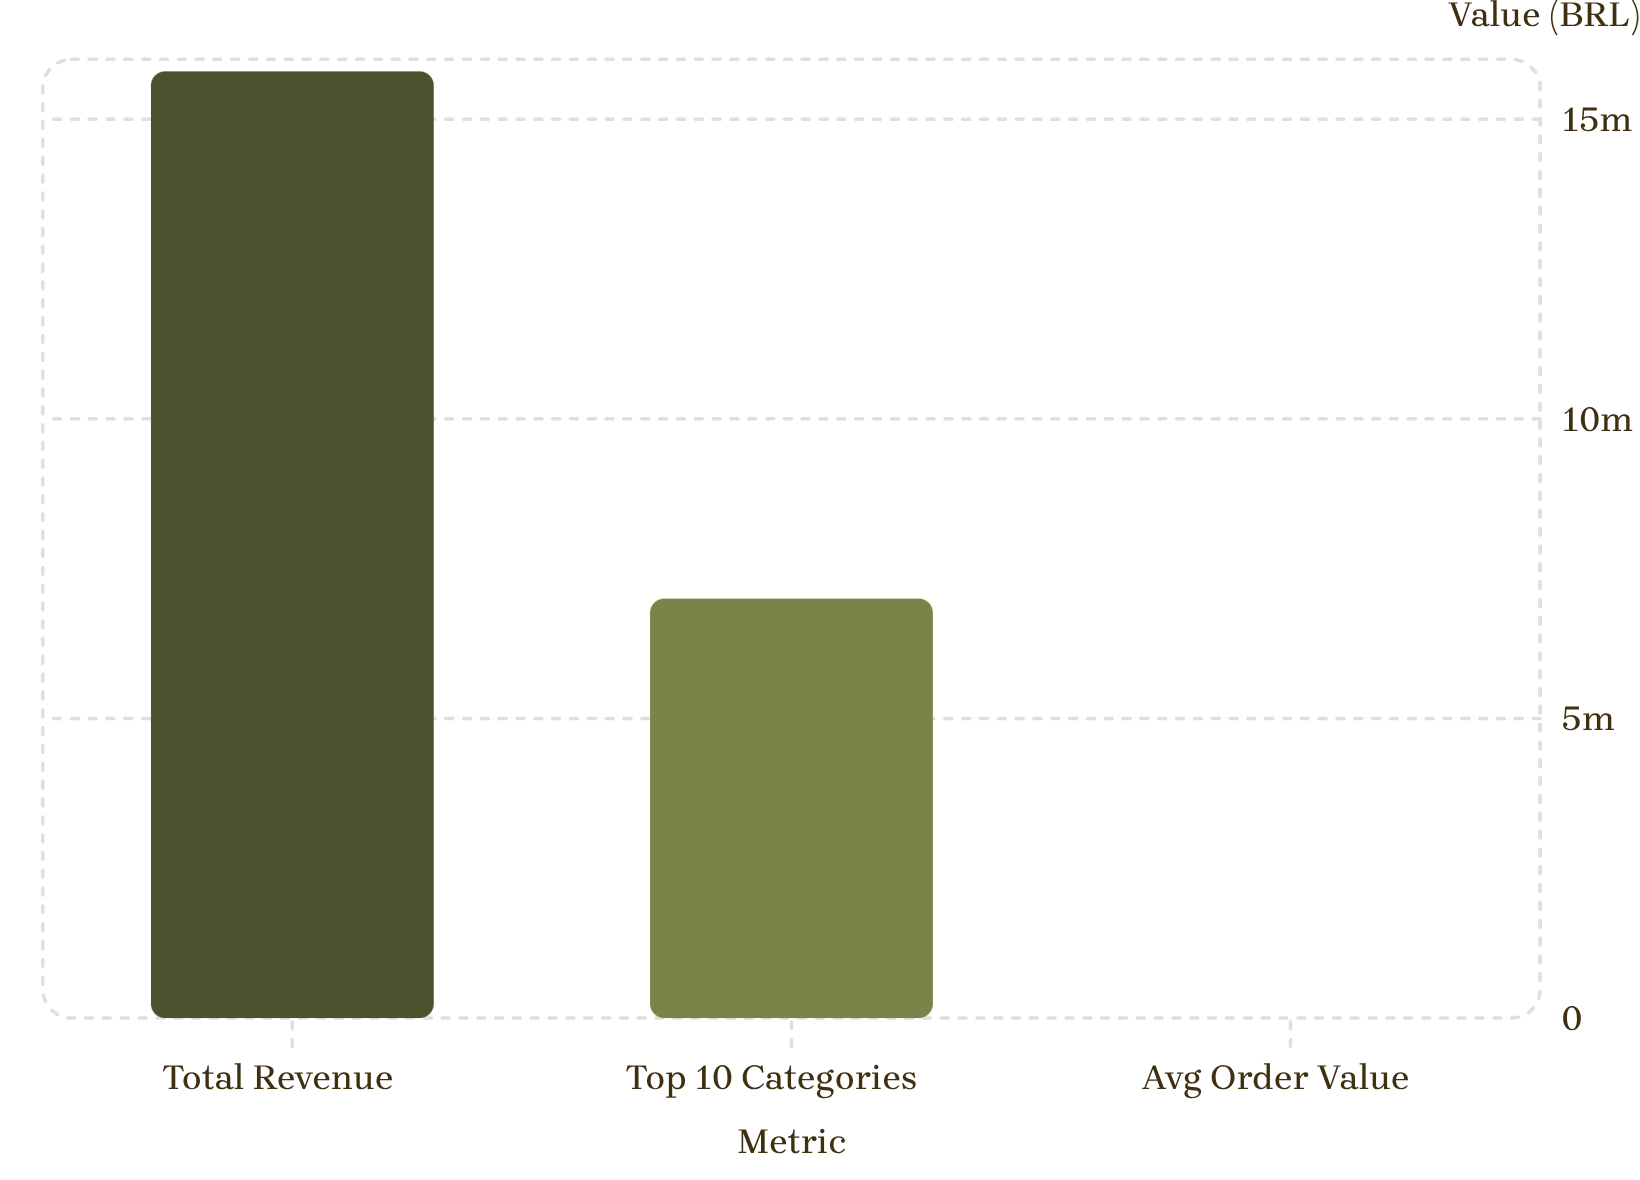 Value (BRL)
15m
10m
5m
0
Total Revenue
Top 10 Categories
Avg Order Value
Metric